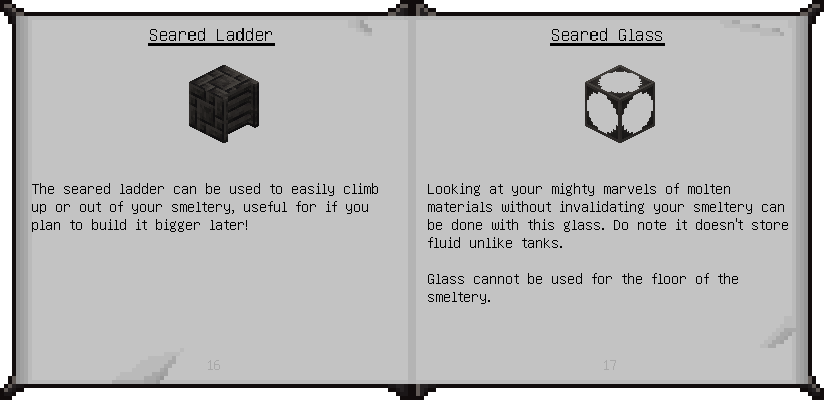 Seared Ladder
The seared ladder can be used to easily climb
up or out of your smeltery, useful for if you
plan to build it bigger later!
16
Seared Glass
Looking at your mighty marvels of molten
materials without invalidating your smeltery can
be done with this glass. Do note it doesn't store
fluid unlike tanks.
Glass cannot be used for the floor of the
smeltery.
17